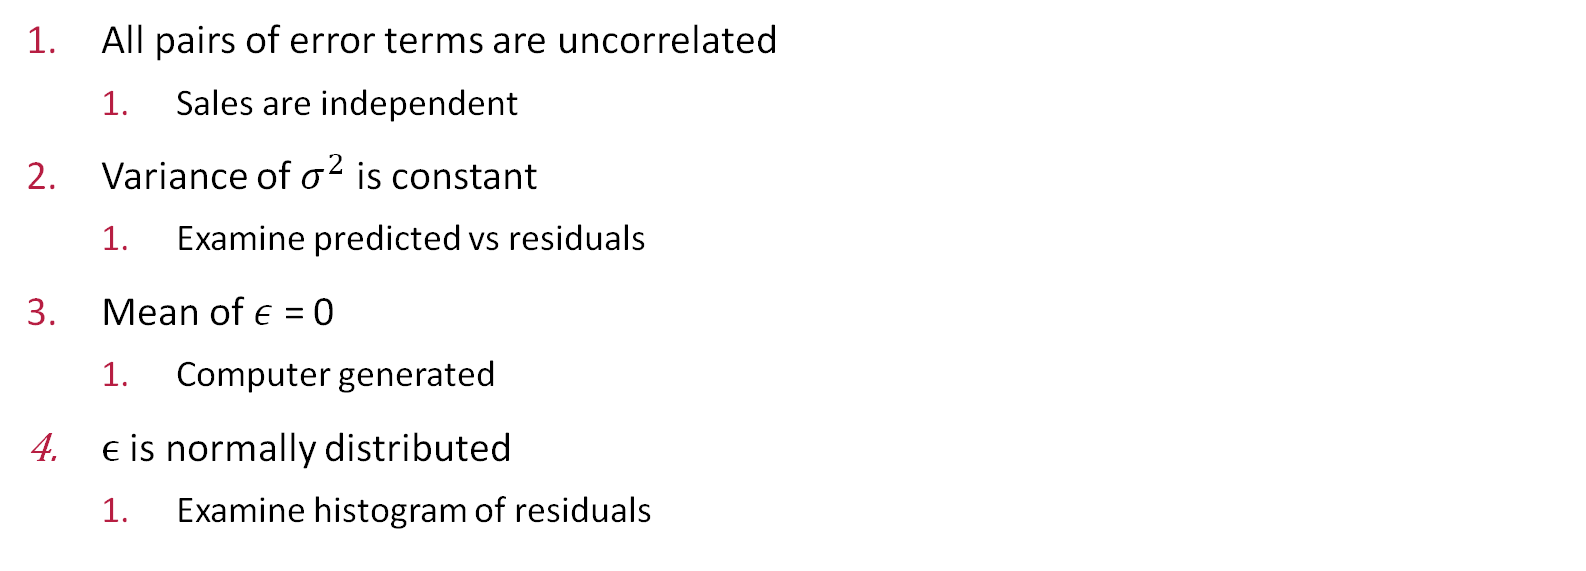 1. All pairs of error terms are uncorrelated
1. Sales are independent
2. Variance of σ² is constant
1. Examine predicted vs residuals
3. Mean of ϵ = 0
1. Computer generated
4. ϵ is normally distributed
1. Examine histogram of residuals